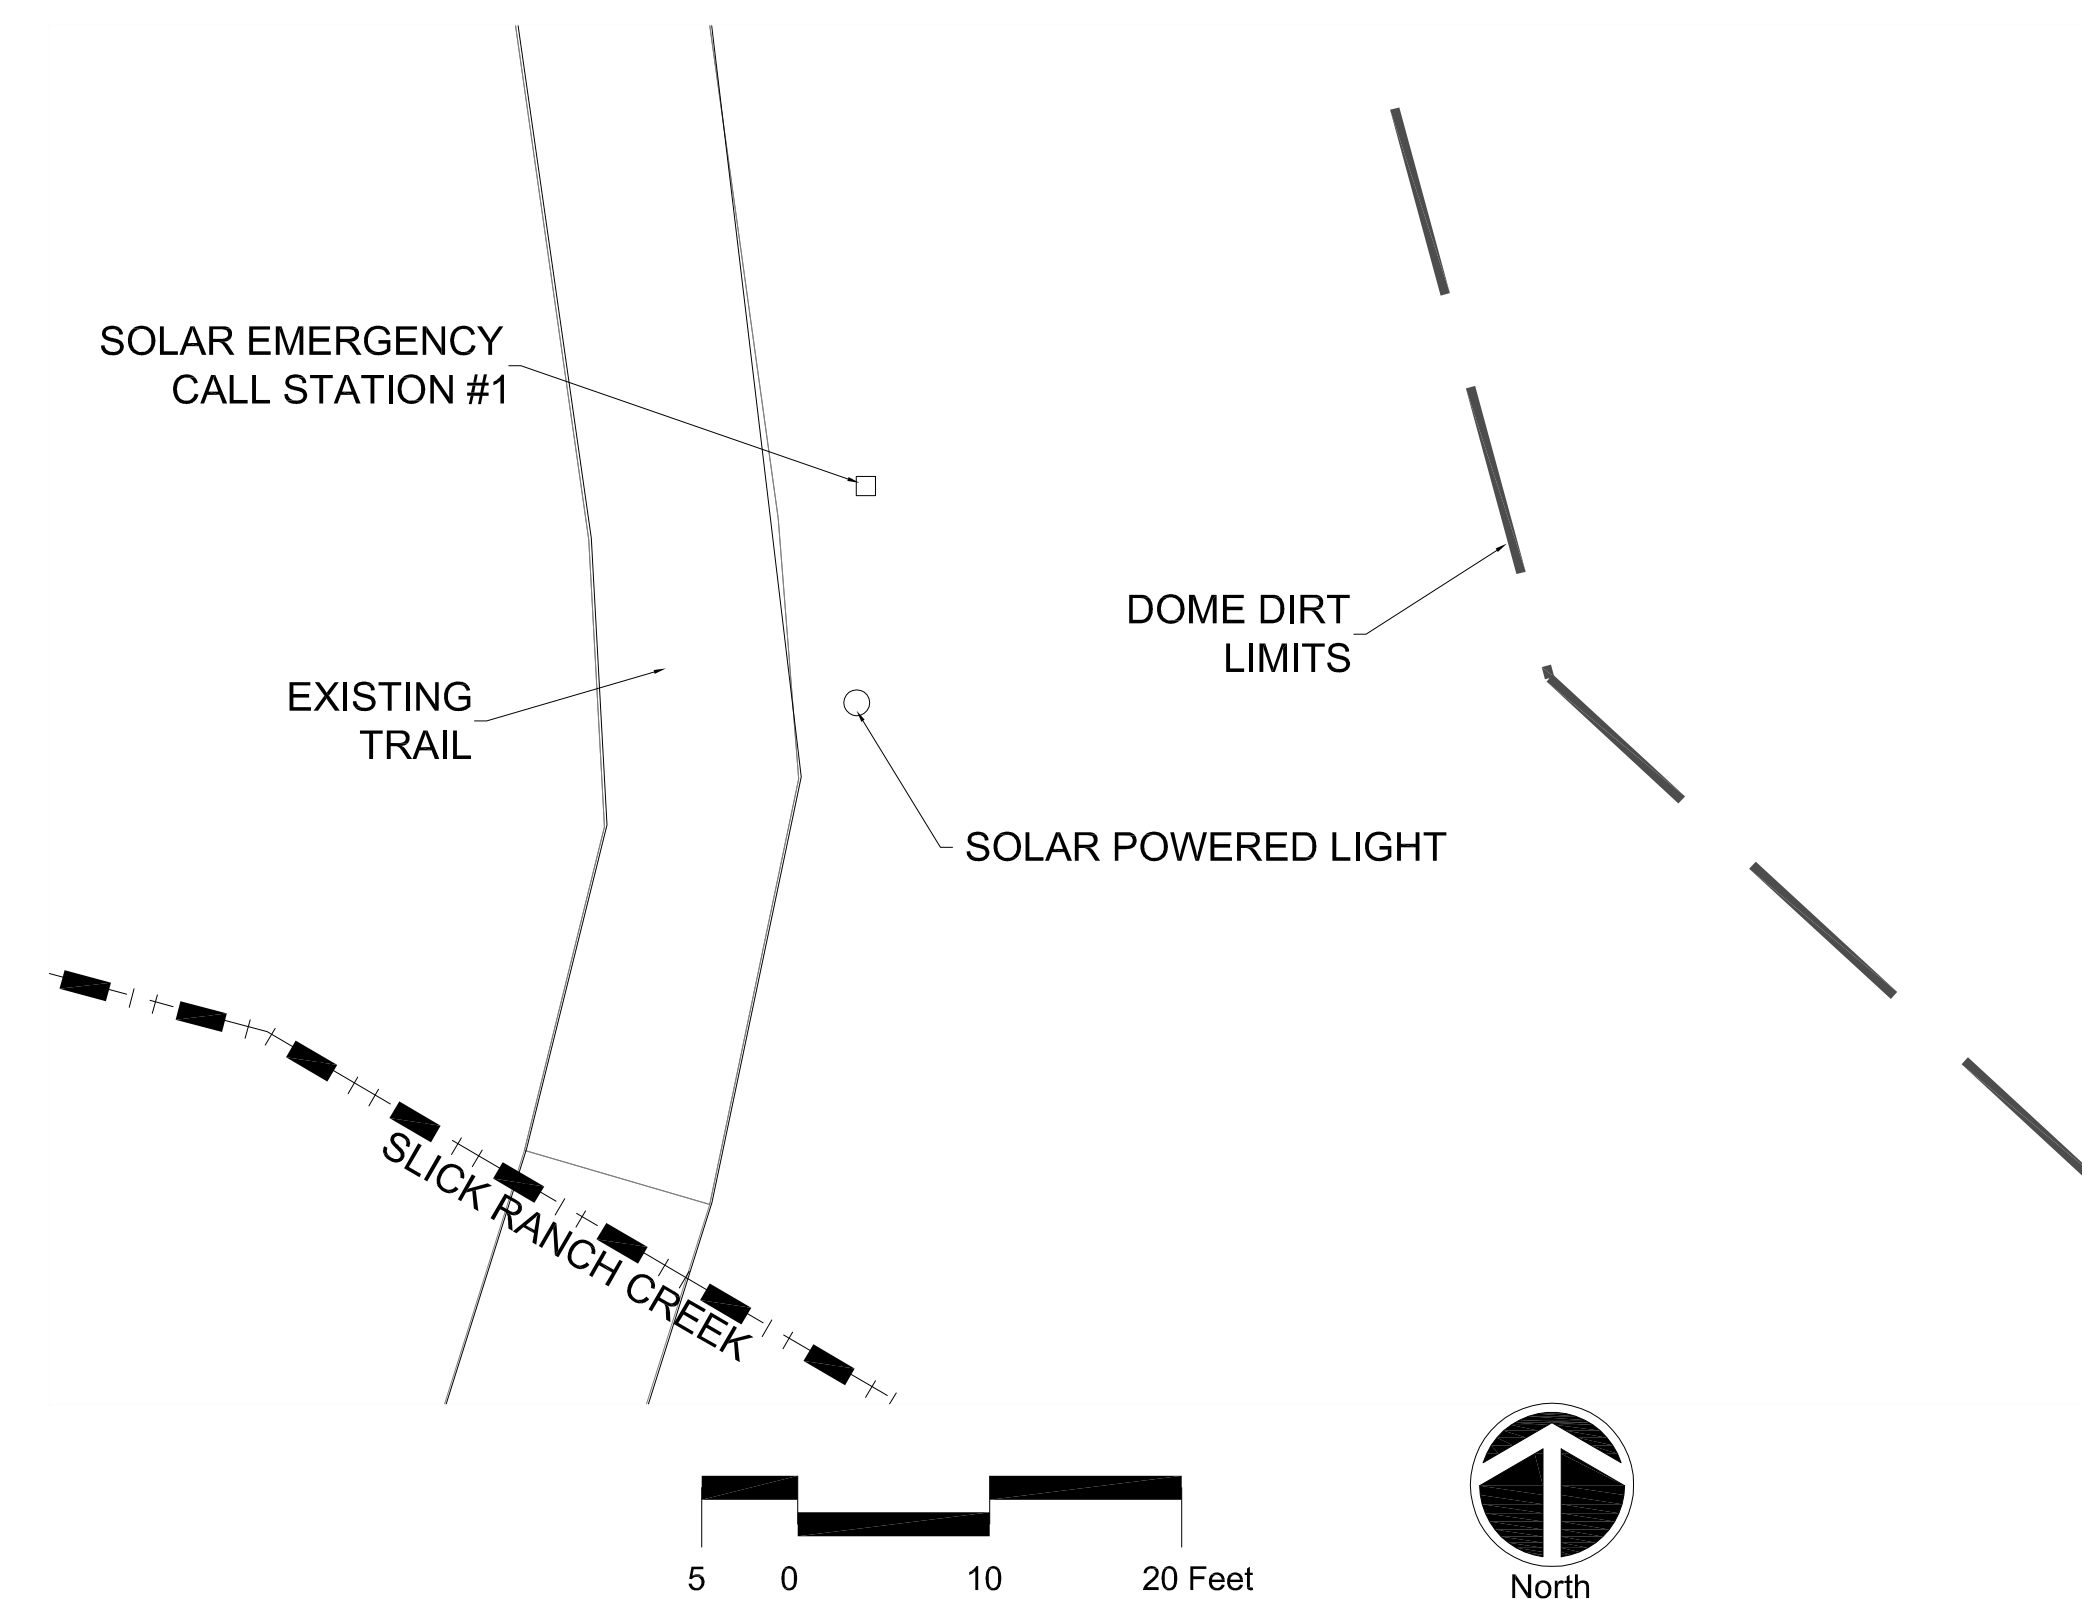 SOLAR EMERGENCY
CALL STATION #1
DOME DIRT
LIMITS
EXISTING
TRAIL
SOLAR POWERED LIGHT
SLICK RANCH CREEK
5 0 10 20 Feet
North